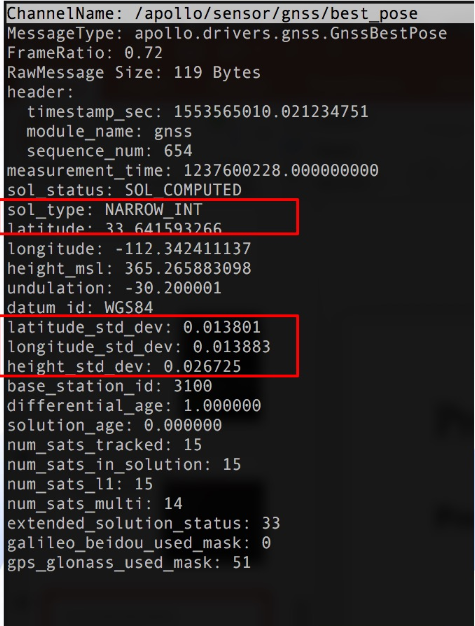 ChannelName: /apollo/sensor/gnss/best_pose
MessageType: apollo.drivers.gnss.GnssBestPose
FrameRatio: 0.72
RawMessage Size: 119 Bytes
header:
  timestamp_sec: 1553565010.021234751
  module_name: gnss
  sequence_num: 654
measurement_time: 1237600228.000000000
sol_status: SOL_COMPUTED
sol_type: NARROW_INT
latitude: 33.641593266
longitude: -112.342411137
height_msl: 365.265883098
undulation: -30.200001
datum_id: WGS84
latitude_std_dev: 0.013801
longitude_std_dev: 0.013883
height_std_dev: 0.026725
base_station_id: 3100
differential_age: 1.000000
solution_age: 0.000000
num_sats_tracked: 15
num_sats_in_solution: 15
num_sats_l1: 15
num_sats_multi: 14
extended_solution_status: 33
galileo_beidou_used_mask: 0
gps_glonass_used_mask: 51